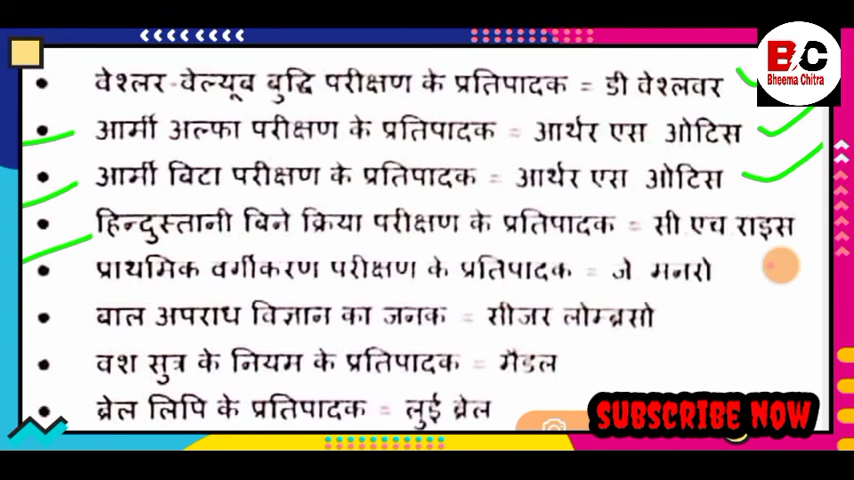 BC
Bheema Chitra
वेश्लर-वेल्यूब बुद्धि परीक्षण के प्रतिपादक = डी वेश्लवर
आर्मी अल्फा परीक्षण के प्रतिपादक = आर्थर एस ओटिस
आर्मी विटा परीक्षण के प्रतिपादक = आर्थर एस ओटिस
हिन्दुस्तानी बिने क्रिया परीक्षण के प्रतिपादक = सी एच राइस
प्राथमिक वर्गीकरण परीक्षण के प्रतिपादक = जे मनरो
बाल अपराध विज्ञान का जनक = सीजर लोम्ब्रसो
वश सुत्र के नियम के प्रतिपादक = मैडल
ब्रेल लिपि के प्रतिपादक = लुई ब्रेल
SUBSCRIBE NOW